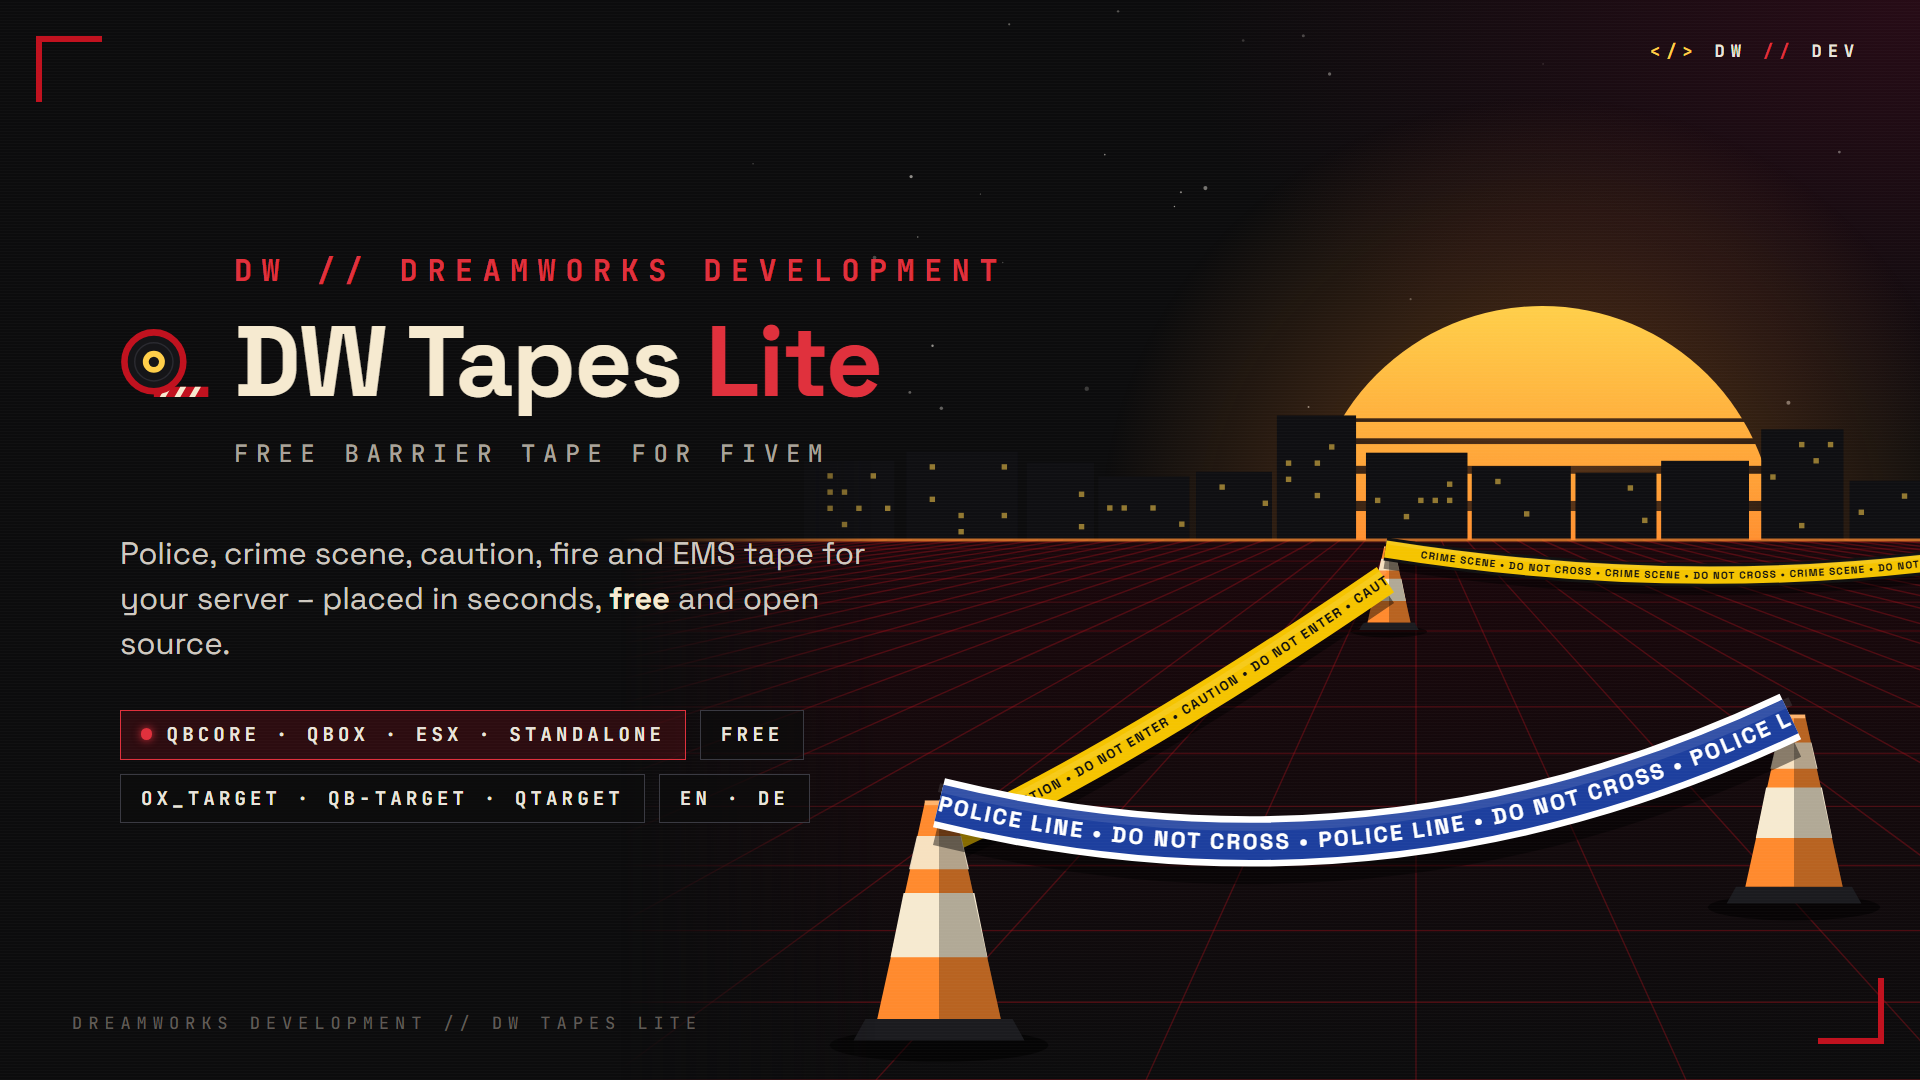 </> DW // DEV
DW // DREAMWORKS DEVELOPMENT
DW Tapes Lite
FREE BARRIER TAPE FOR FIVEM
Police, crime scene, caution, fire and EMS tape for
your server – placed in seconds, free and open
source.
QBCORE · QBOX · ESX · STANDALONE
FREE
OX_TARGET · QB-TARGET · QTARGET
EN · DE
CRIME SCENE • DO NOT CROSS • CRIME SCENE • DO NOT CROSS • CRIME SCENE • DO NOT
TION • DO NOT ENTER • CAUTION • DO NOT ENTER • CAUT
POLICE LINE • DO NOT CROSS • POLICE LINE • DO NOT CROSS • POLICE L
DREAMWORKS DEVELOPMENT // DW TAPES LITE